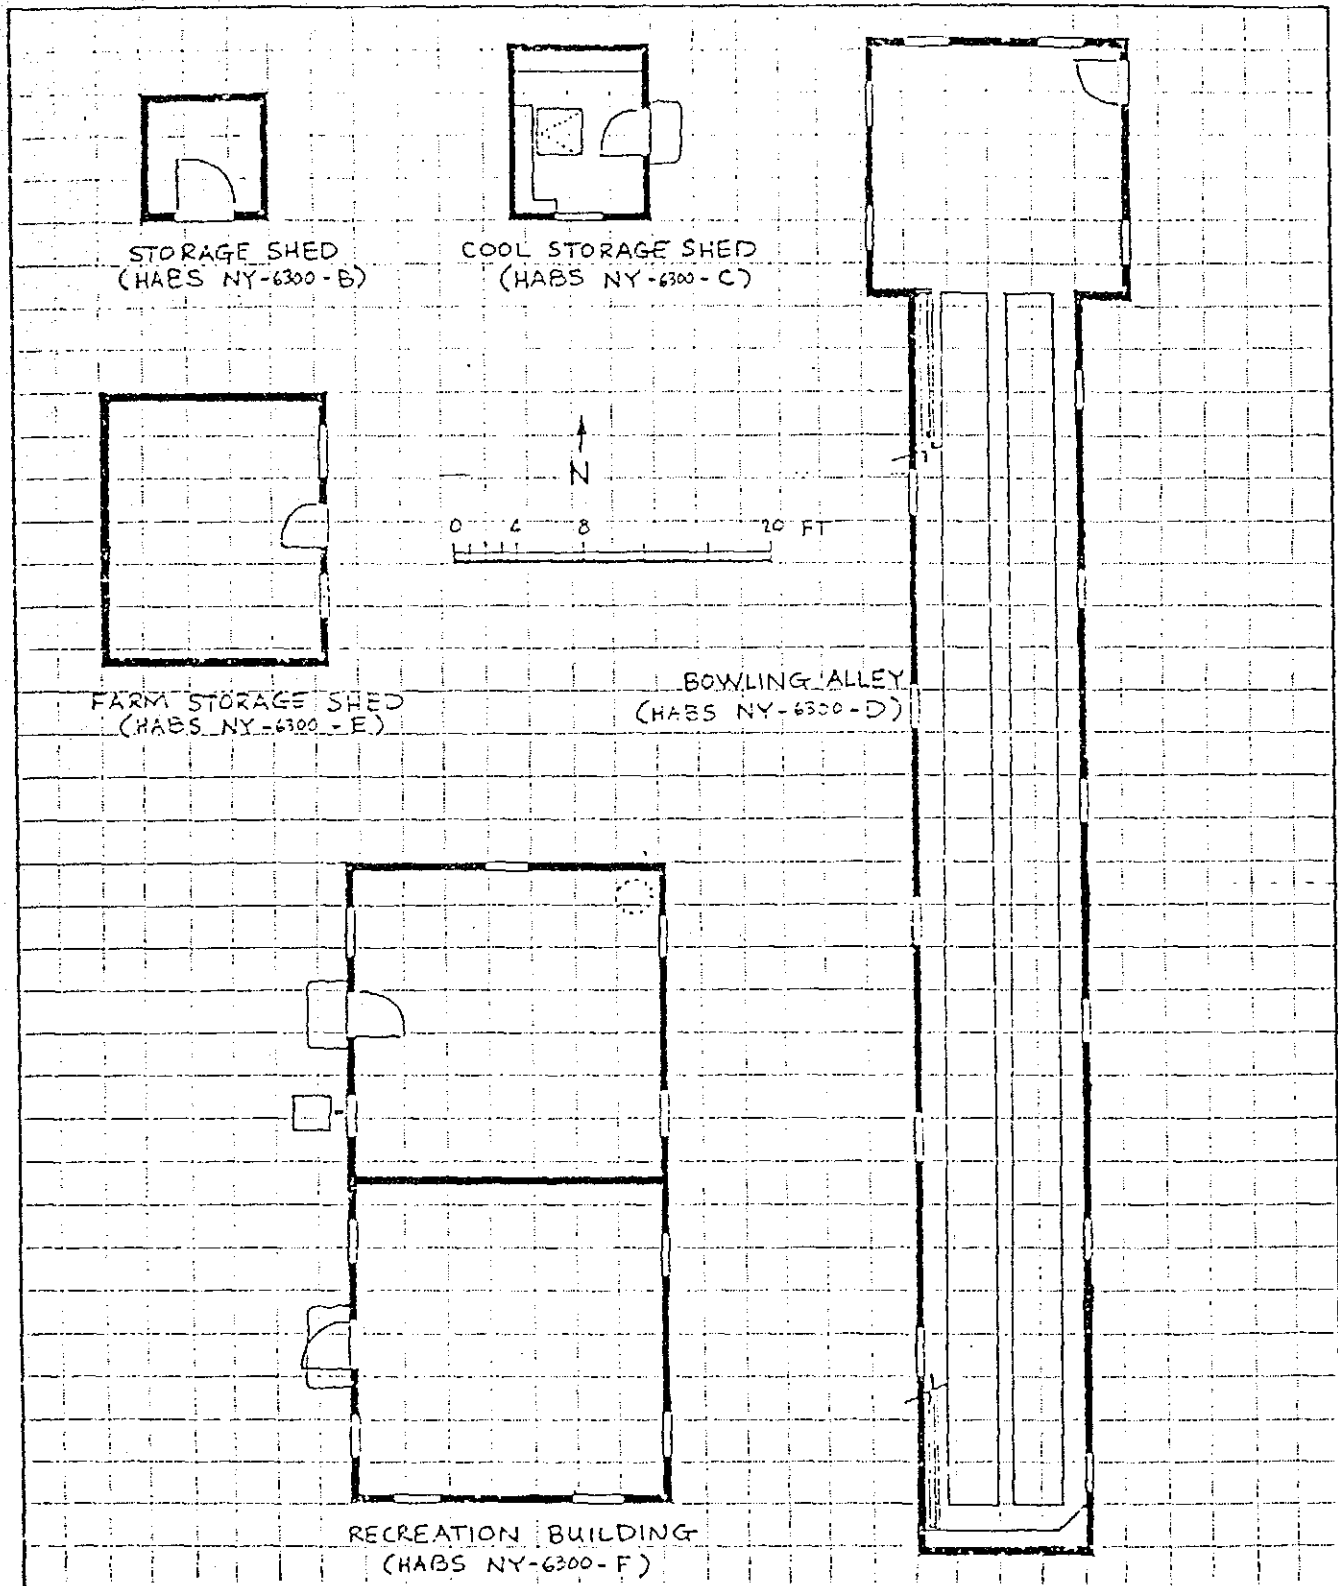 STORAGE SHED
(HABS NY-6300-B)
COOL STORAGE SHED
(HABS NY-6300-C)
N
0 4 8 20 FT
FARM STORAGE SHED
(HABS NY-6300-E)
BOWLING ALLEY
(HABS NY-6300-D)
RECREATION BUILDING
(HABS NY-6300-F)